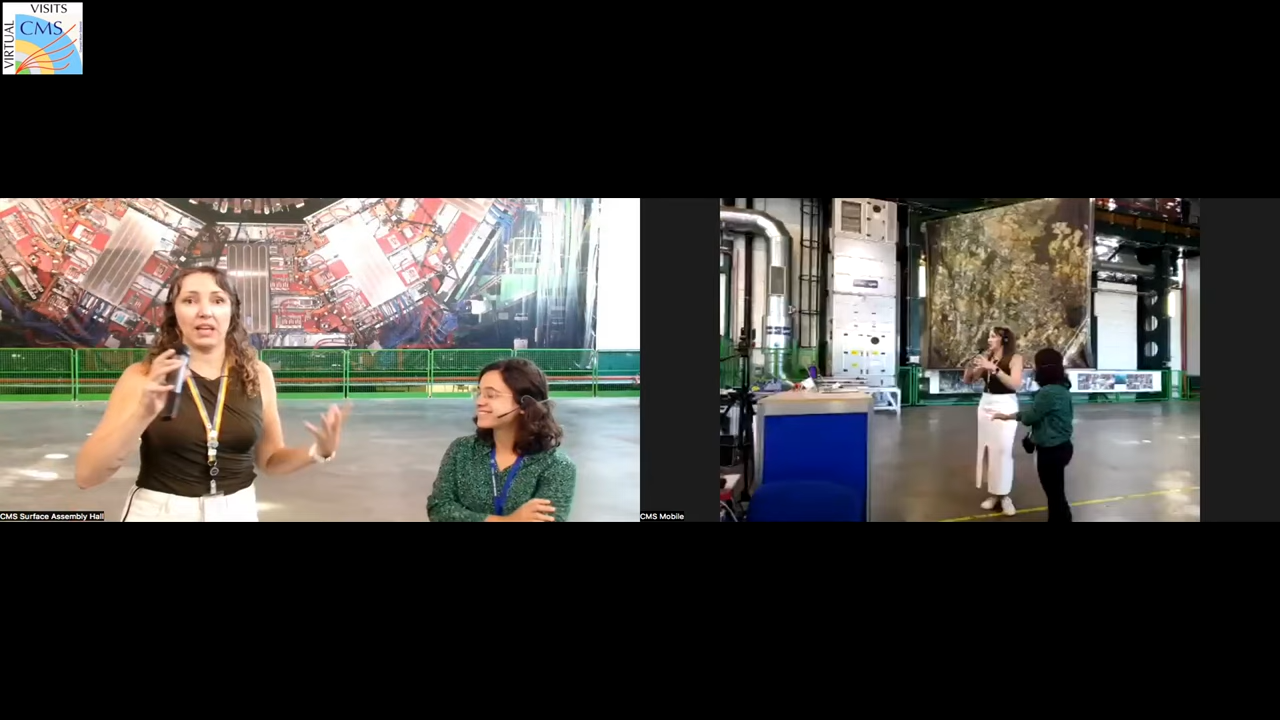 VISITS
CMS
VIRTUAL
CMS Surface Assembly Hall
CMS Mobile